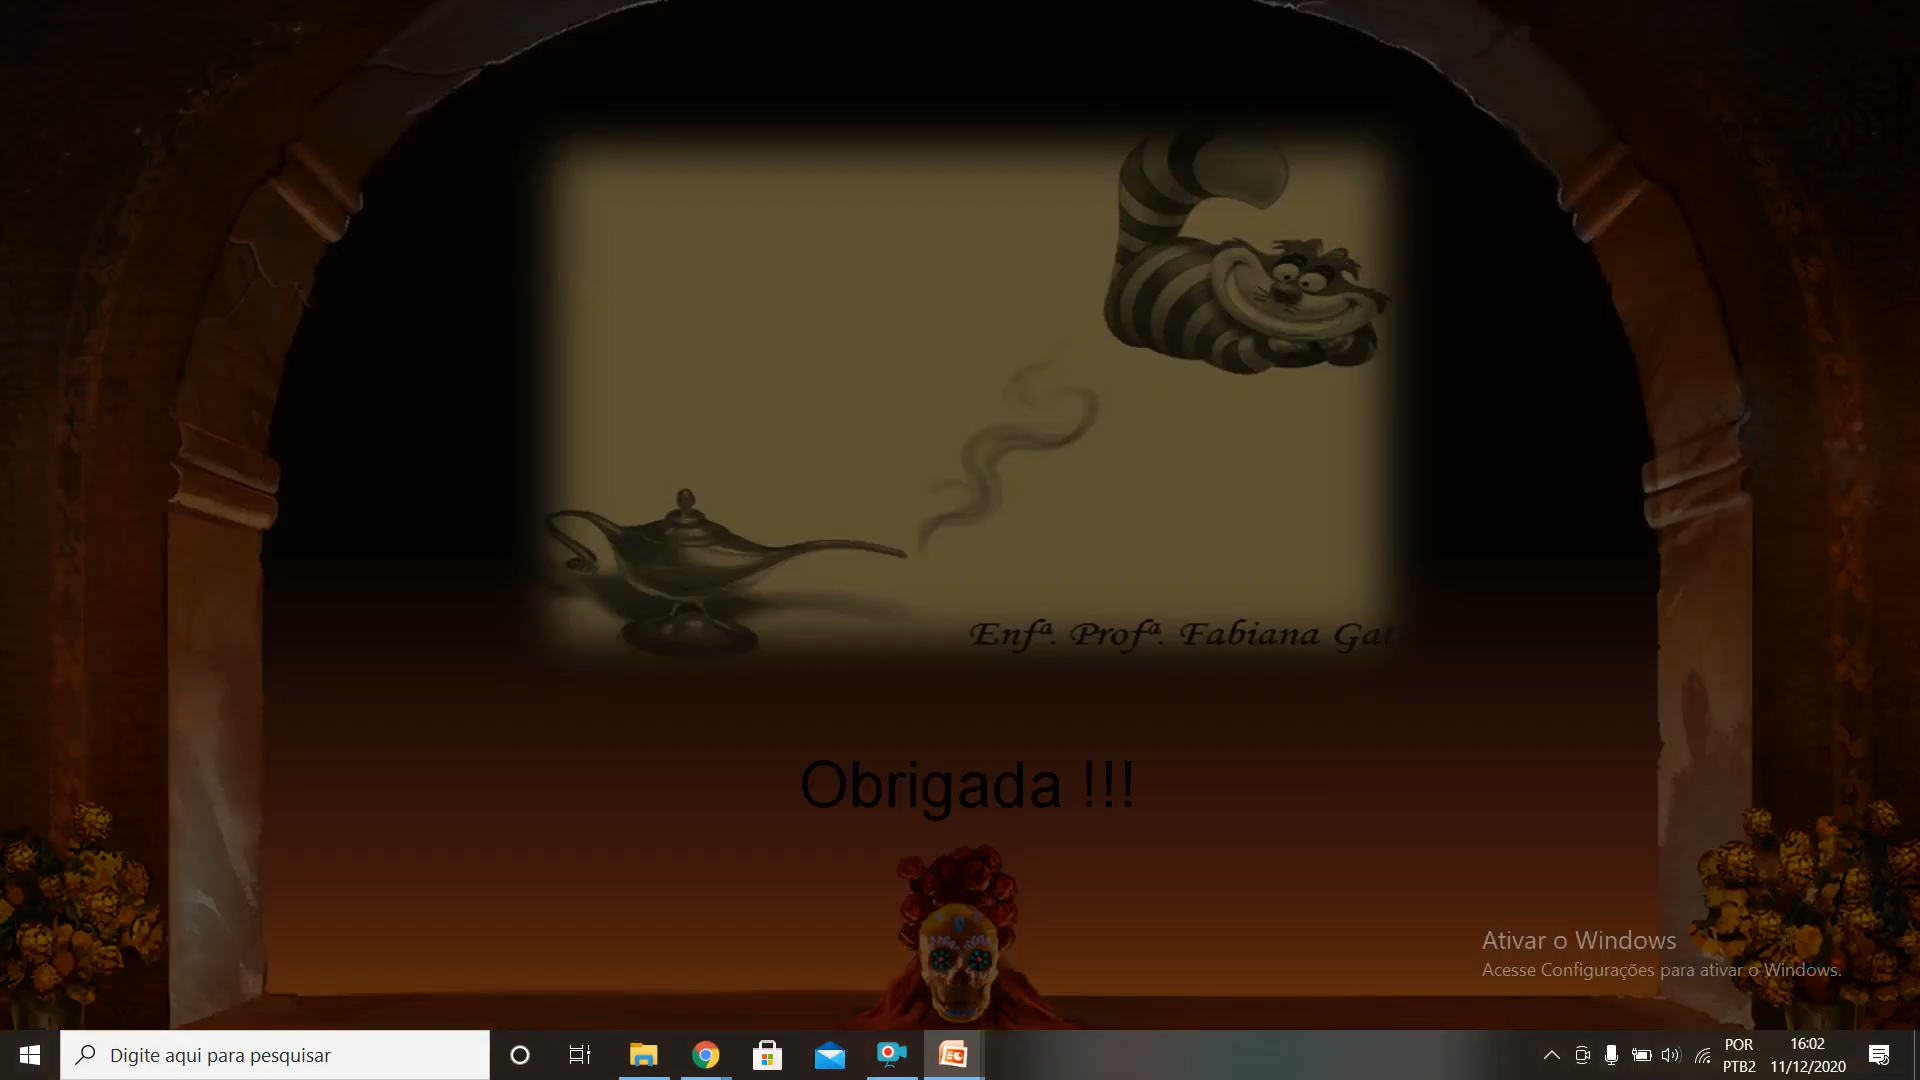 Enfª. Profª. Fabiana Gat
Obrigada !!!
Ativar o Windows
Acesse Configurações para ativar o Windows.
Digite aqui para pesquisar
POR
PTB2
16:02
11/12/2020